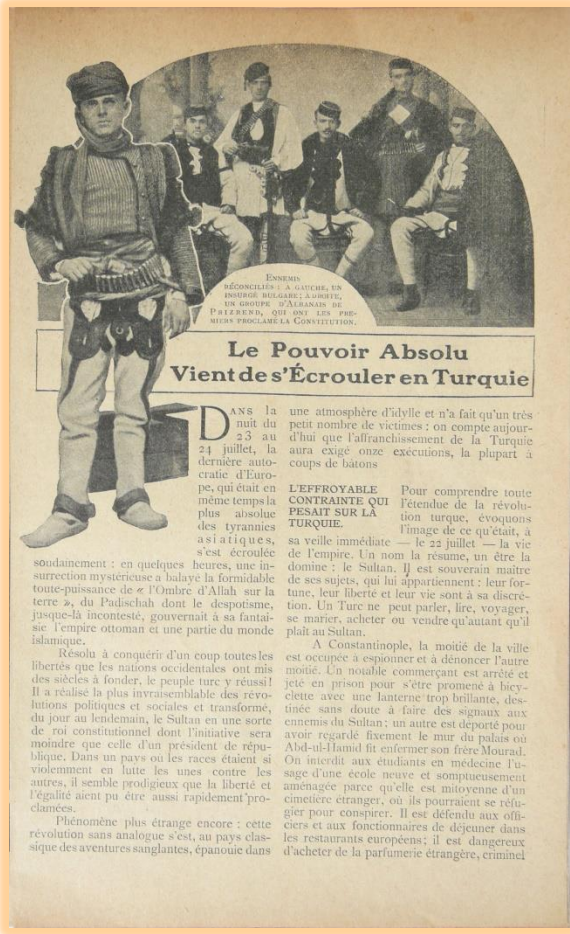 ENNEMIS
RÉCONCILIÉS : A GAUCHE, UN
INSURGÉ BULGARE ; A DROITE,
UN GROUPE D'ALBANAIS DE
PRIZREND, QUI ONT LES PRE-
MIERS PROCLAMÉ LA CONSTITUTION.
Le Pouvoir Absolu
Vient de s'Écrouler en Turquie
DANS la
nuit du
23 au
24 juillet, la
dernière auto-
cratie d'Euro-
pe, qui était en
même temps la
plus absolue
des tyrannies
asiatiques,
s'est écroulée
soudainement : en quelques heures, une in-
surrection mystérieuse a balayé la formidable
toute-puissance de « l'Ombre d'Allah sur la
terre », du Padischah dont le despotisme,
jusque-là incontesté, gouvernait à sa fantai-
sie l'empire ottoman et une partie du monde
islamique.
Résolu à conquérir d'un coup toutes les
libertés que les nations occidentales ont mis
des siècles à fonder, le peuple turc y réussi!
Il a réalisé la plus invraisemblable des révo-
lutions politiques et sociales et transformé,
du jour au lendemain, le Sultan en une sorte
de roi constitutionnel dont l'initiative sera
moindre que celle d'un président de répu-
blique. Dans un pays où les races étaient si
violemment en lutte les unes contre les
autres, il semble prodigieux que la liberté et
l'égalité aient pu être aussi rapidement pro-
clamées.
Phénomène plus étrange encore : cette
révolution sans analogue s'est, au pays clas-
sique des aventures sanglantes, épanouie dans
une atmosphère d'idylle et n'a fait qu'un très
petit nombre de victimes : on compte aujour-
d'hui que l'affranchissement de la Turquie
aura exigé onze exécutions, la plupart à
coups de bâtons
L'EFFROYABLE
CONTRAINTE QUI
PESAIT SUR LA
TURQUIE.
Pour comprendre toute
l'étendue de la révolu-
tion turque, évoquons
l'image de ce qu'était, à
sa veille immédiate — le 22 juillet — la vie
de l'empire. Un nom la résume, un être la
domine : le Sultan. Il est souverain maître
de ses sujets, qui lui appartiennent : leur for-
tune, leur liberté et leur vie sont à sa discré-
tion. Un Turc ne peut parler, lire, voyager,
se marier, acheter ou vendre qu'autant qu'il
plaît au Sultan.
A Constantinople, la moitié de la ville
est occupée à espionner et à dénoncer l'autre
moitié. Un notable commerçant est arrêté et
jeté en prison pour s'être promené à bicy-
clette avec une lanterne trop brillante, des-
tinée sans doute à faire des signaux aux
ennemis du Sultan ; un autre est déporté pour
avoir regardé fixement le mur du palais où
Abd-ul-Hamid fit enfermer son frère Mourad.
On interdit aux étudiants en médecine l'u-
sage d'une école neuve et somptueusement
aménagée parce qu'elle est mitoyenne d'un
cimetière étranger, où ils pourraient se réfu-
gier pour conspirer. Il est défendu aux offi-
ciers et aux fonctionnaires de déjeuner dans
les restaurants européens ; il est dangereux
d'acheter de la parfumerie étrangère, criminel